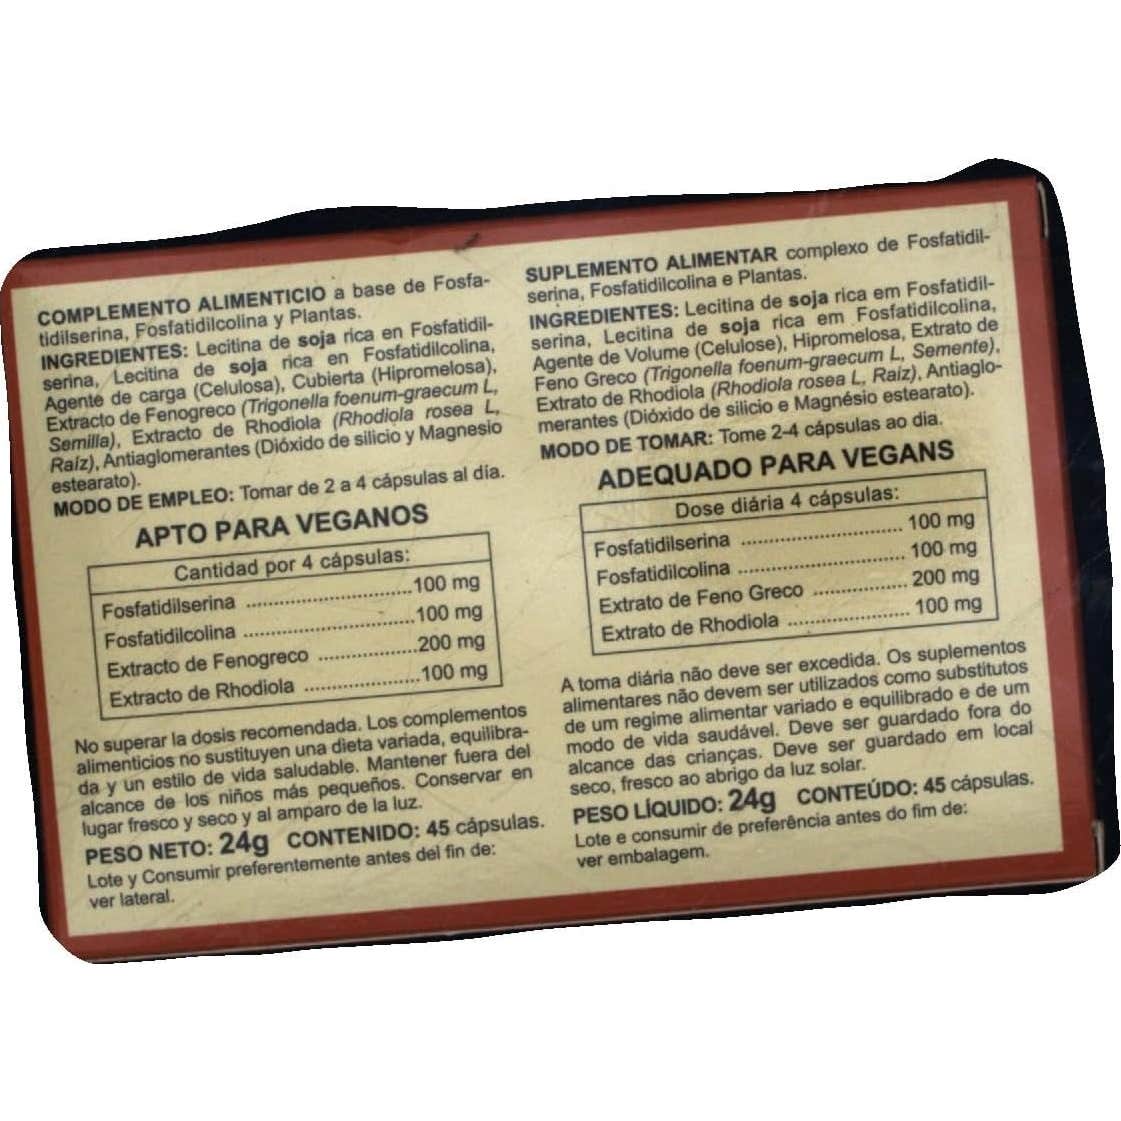 COMPLEMENTO ALIMENTICIO a base de Fosfa-
tidilserina, Fosfatidilcolina y Plantas.
INGREDIENTES: Lecitina de soja rica en Fosfatidil-
serina, Lecitina de soja rica en Fosfatidilcolina,
Agente de carga (Celulosa), Cubierta (Hipromelosa),
Extracto de Fenogreco (Trigonella foenum-graecum L,
Semilla), Extracto de Rhodiola (Rhodiola rosea L,
Raíz), Antiaglomerantes (Dióxido de silicio y Magnesio
estearato).
MODO DE EMPLEO: Tomar de 2 a 4 cápsulas al día.
APTO PARA VEGANOS
Cantidad por 4 cápsulas:
Fosfatidilserina ................................ 100 mg
Fosfatidilcolina ................................. 100 mg
Extracto de Fenogreco ................... 200 mg
Extracto de Rhodiola ...................... 100 mg
No superar la dosis recomendada. Los complementos
alimenticios no sustituyen una dieta variada, equilibra-
da y un estilo de vida saludable. Mantener fuera del
alcance de los niños más pequeños. Conservar en
lugar fresco y seco y al amparo de la luz.
PESO NETO: 24g CONTENIDO: 45 cápsulas.
Lote y Consumir preferentemente antes del fin de:
ver lateral.
SUPLEMENTO ALIMENTAR complexo de Fosfatidil-
serina, Fosfatidilcolina e Plantas.
INGREDIENTES: Lecitina de soja rica em Fosfatidil-
serina, Lecitina de soja rica em Fosfatidilcolina,
Agente de Volume (Celulose), Hipromelosa, Extrato de
Feno Greco (Trigonella foenum-graecum L, Semente),
Extrato de Rhodiola (Rhodiola rosea L, Raíz), Antiaglo-
merantes (Dióxido de silicio e Magnésio estearato).
MODO DE TOMAR: Tome 2-4 cápsulas ao dia.
ADEQUADO PARA VEGANS
Dose diária 4 cápsulas:
Fosfatidilserina ............................... 100 mg
Fosfatidilcolina ................................ 100 mg
Extrato de Feno Greco .................. 200 mg
Extrato de Rhodiola ....................... 100 mg
A toma diária não deve ser excedida. Os suplementos
alimentares não devem ser utilizados como substitutos
de um regime alimentar variado e equilibrado e de um
modo de vida saudável. Deve ser guardado fora do
alcance das crianças. Deve ser guardado em local
seco, fresco ao abrigo da luz solar.
PESO LÍQUIDO: 24g CONTEÚDO: 45 cápsulas.
Lote e consumir de preferência antes do fim de:
ver embalagem.